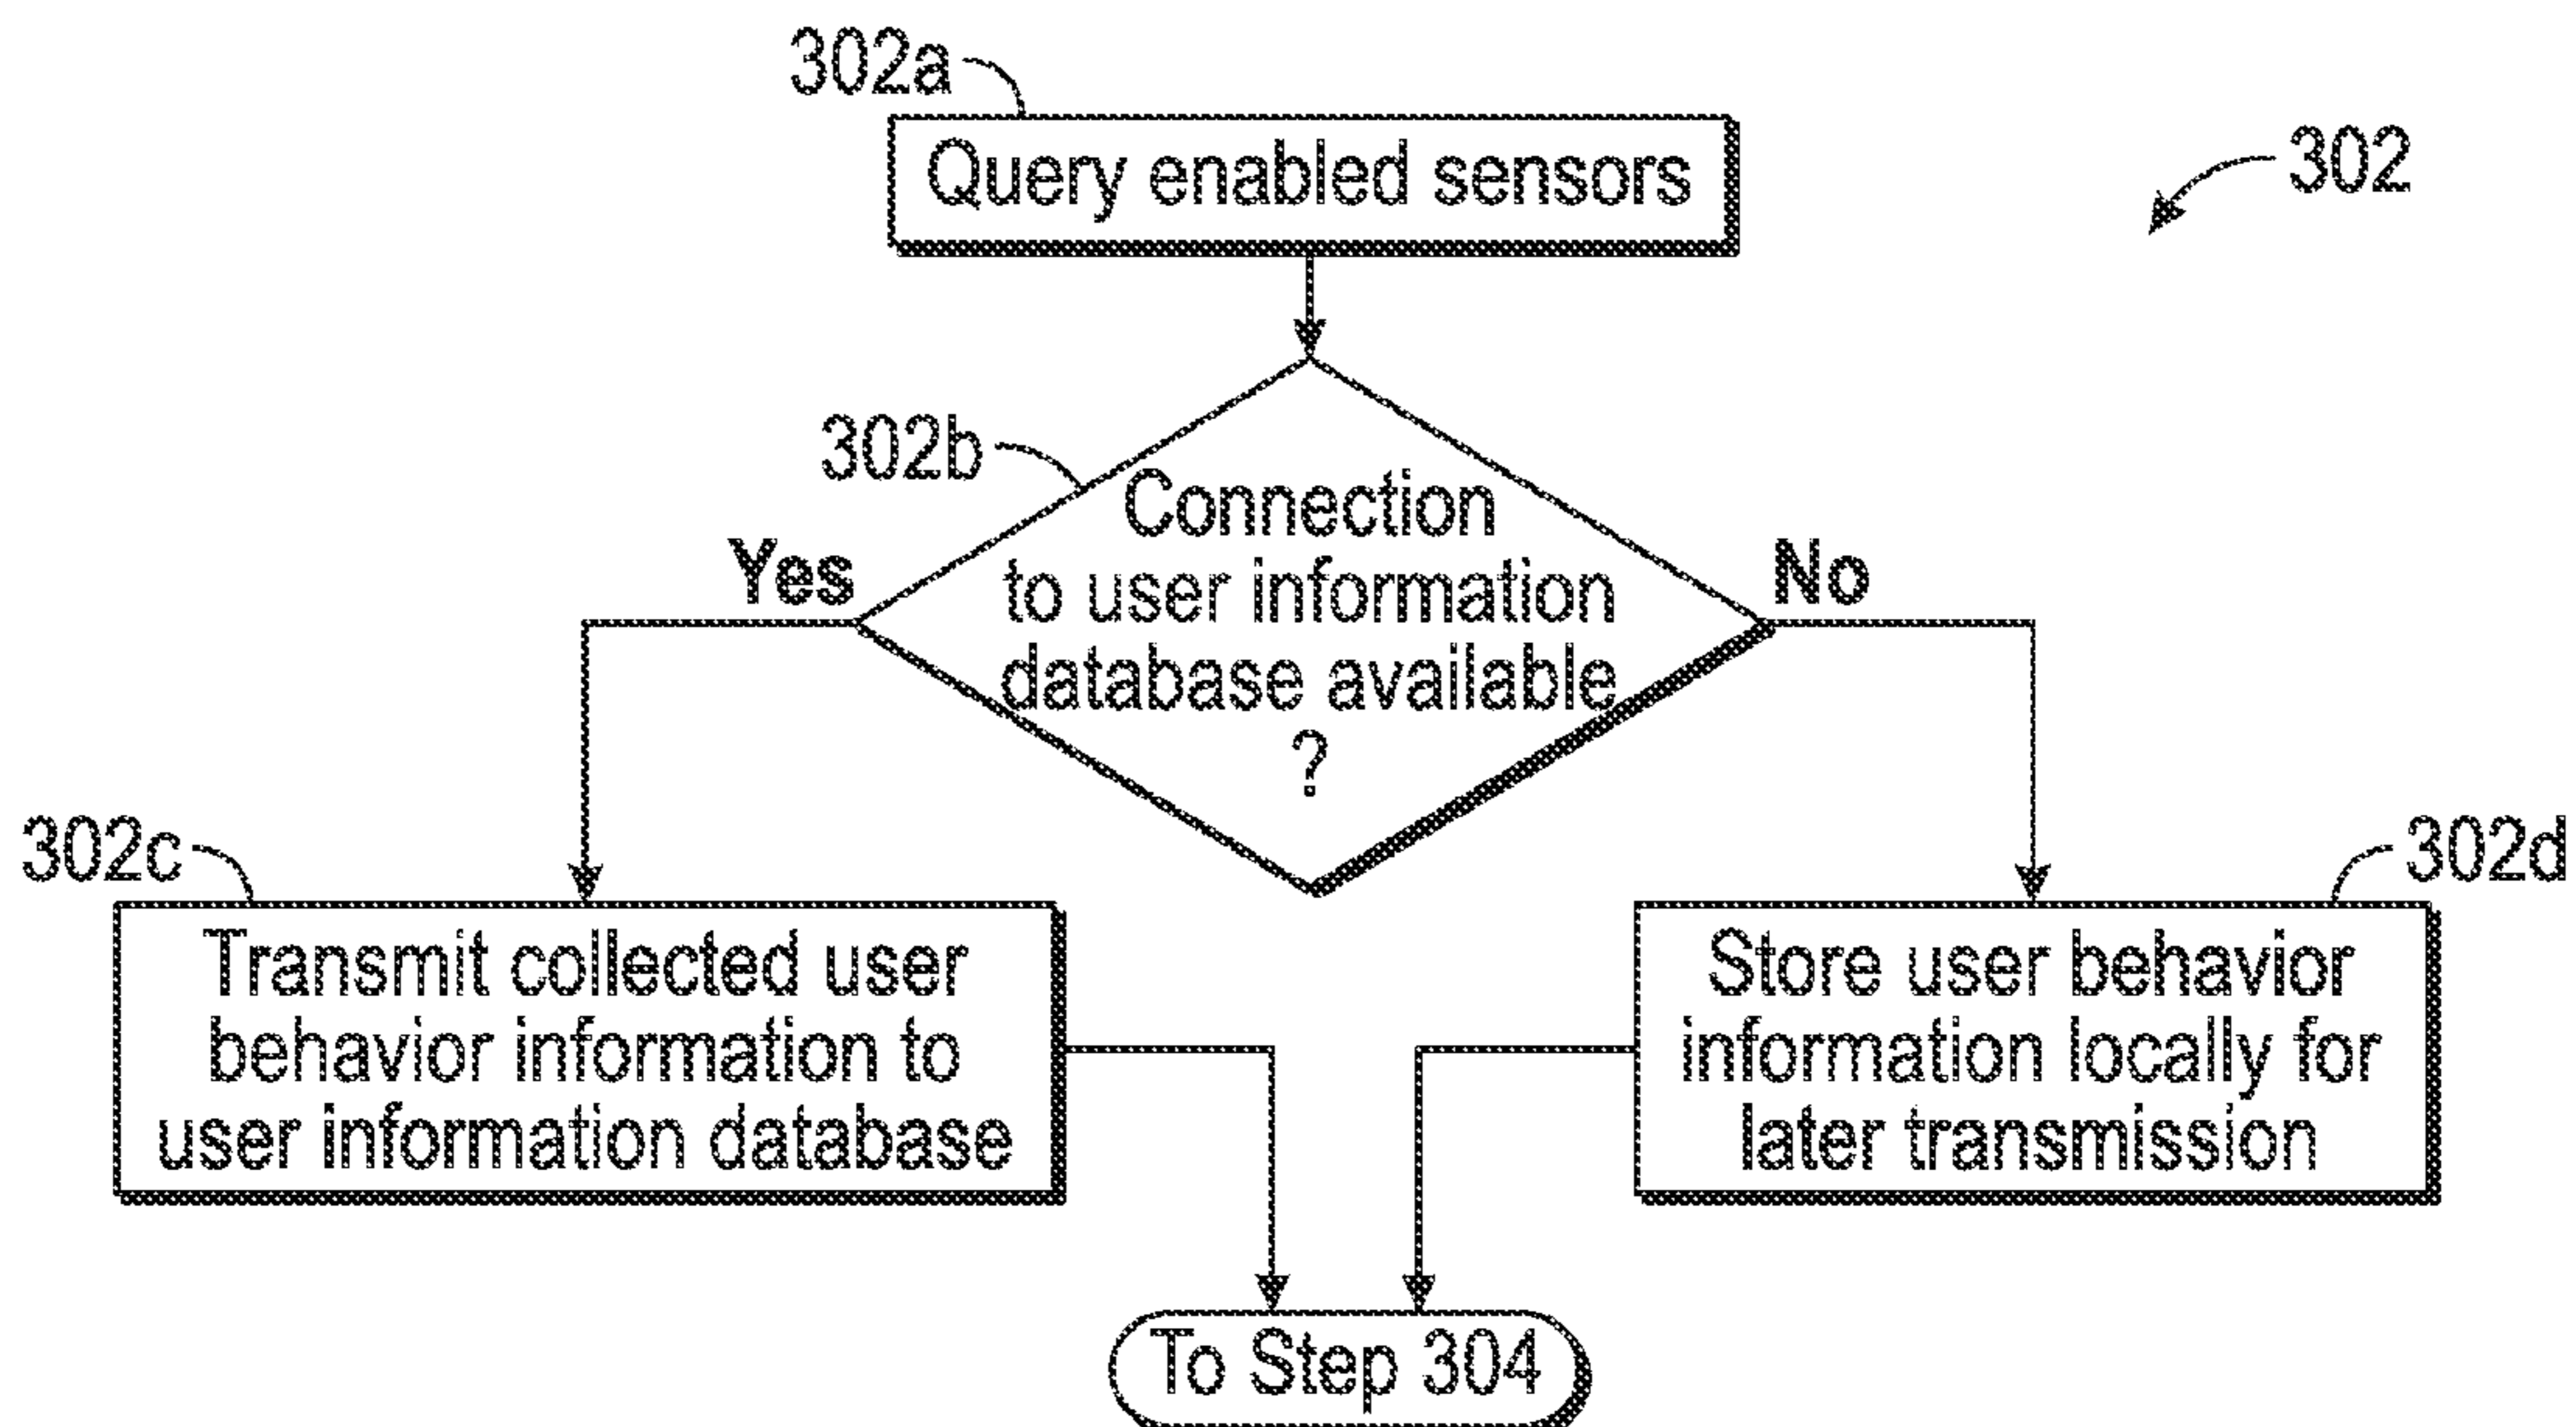 302a
Query enabled sensors
302
302b
Connection
to user information
database available
?
Yes
No
302c
Transmit collected user
behavior information to
user information database
302d
Store user behavior
information locally for
later transmission
To Step 304